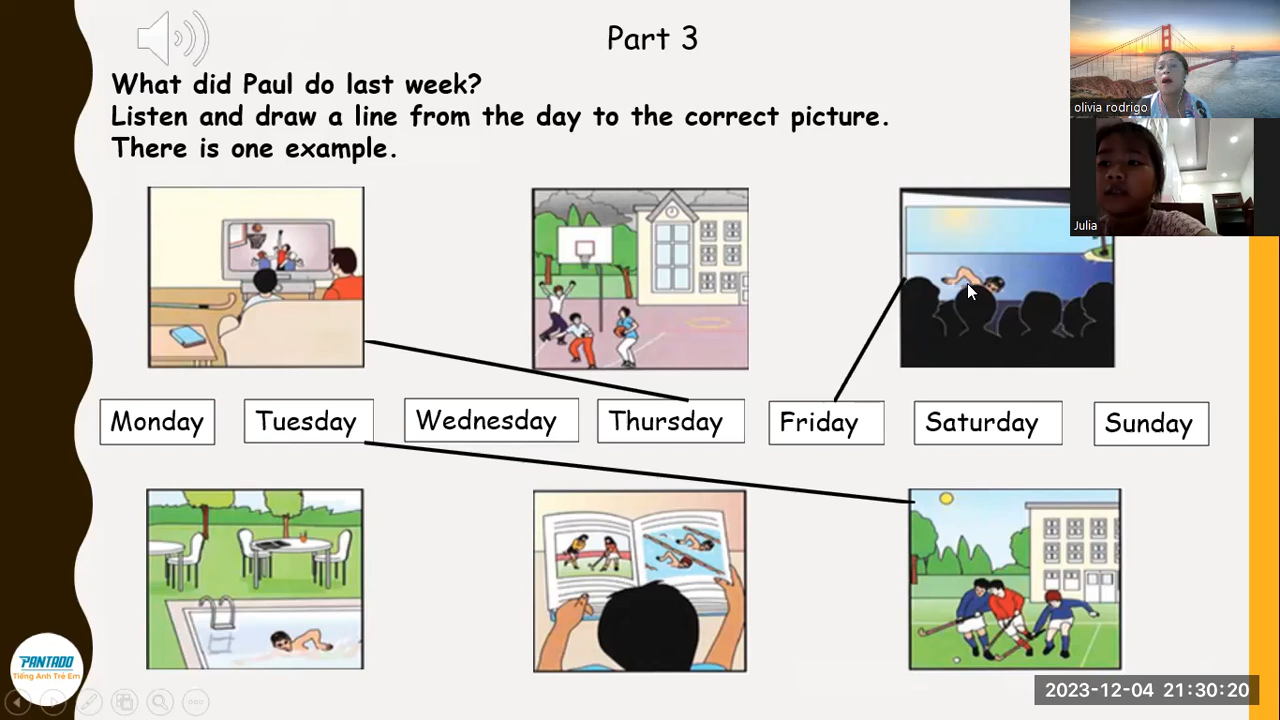 Part 3
What did Paul do last week?
Listen and draw a line from the day to the correct picture.
There is one example.
olivia rodrigo
Julia
Monday
Tuesday
Wednesday
Thursday
Friday
Saturday
Sunday
PANTADO
Tiếng Anh Trẻ Em
2023-12-04 21:30:20